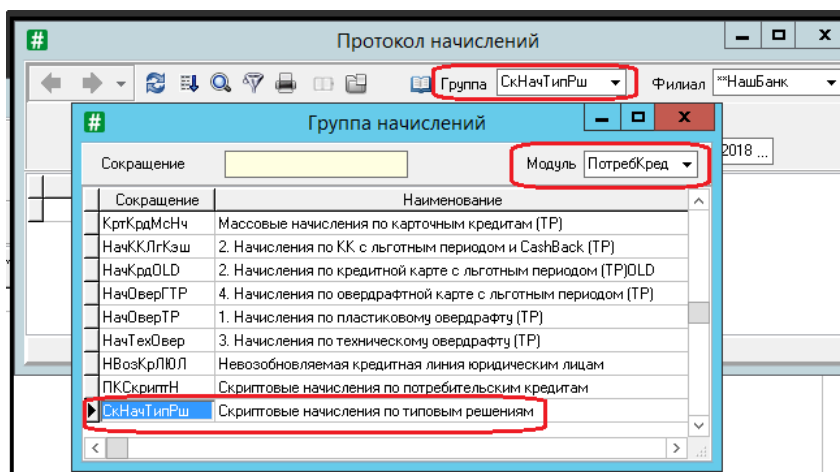 Протокол начислений
Группа СкНачТипРш Филиал **НашБанк
Группа начислений
2018 ...
Сокращение Модуль ПотребКред
Сокращение Наименование
КртКрдМсНч Массовые начисления по карточным кредитам (ТР)
НачККЛгКэш 2. Начисления по КК с льготным периодом и CashBack (ТР)
НачКрдOLD 2. Начисления по кредитной карте с льготным периодом (ТР)OLD
НачОверГТР 4. Начисления по овердрафтной карте с льготным периодом (ТР)
НачОверТР 1. Начисления по пластиковому овердрафту (ТР)
НачТехОвер 3. Начисления по техническому овердрафту (ТР)
НВозКрЛЮЛ Невозобновляемая кредитная линия юридическим лицам
ПКСкриптН Скриптовые начисления по потребительским кредитам
СкНачТипРш Скриптовые начисления по типовым решениям